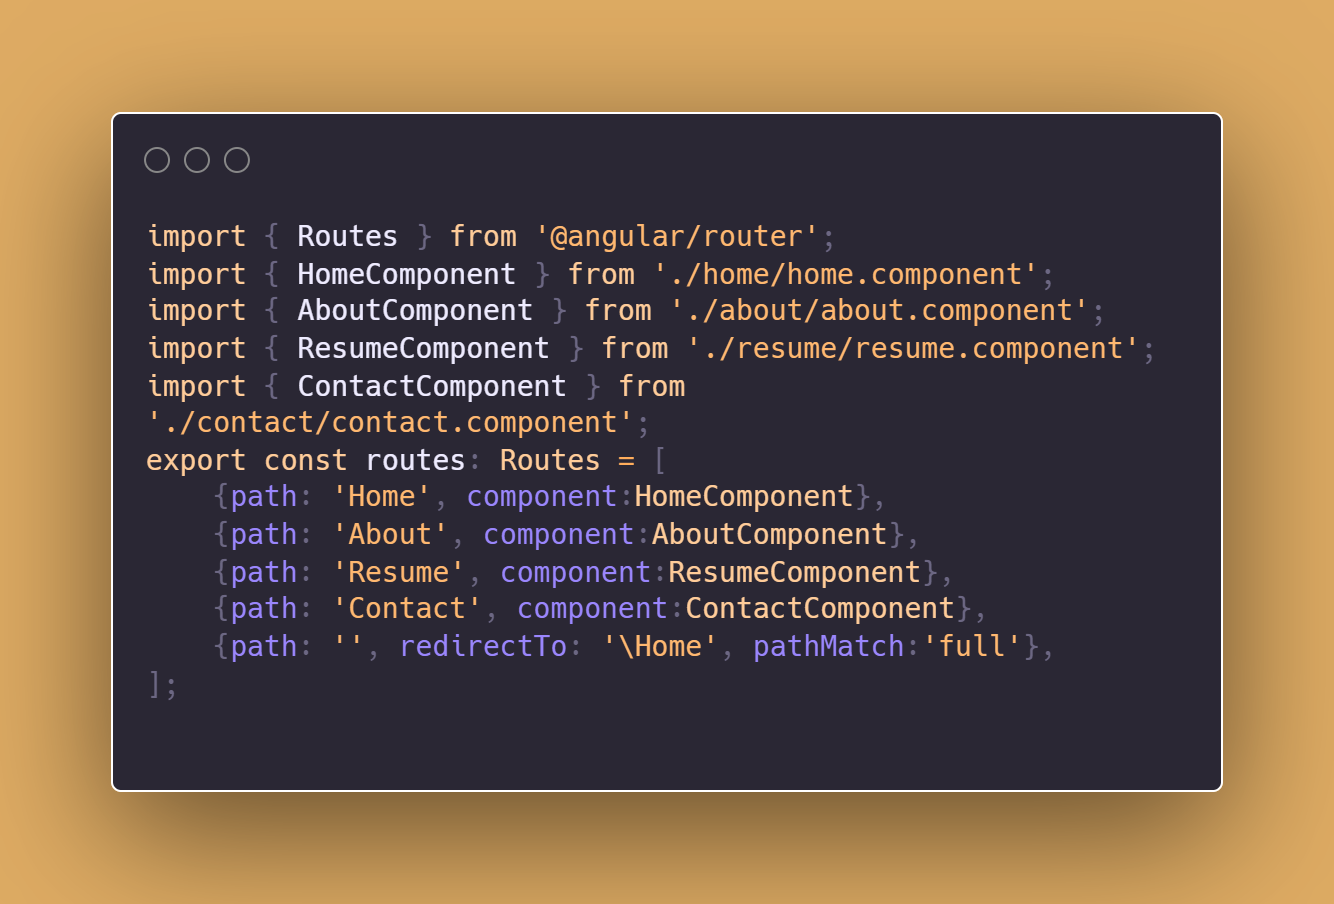 import { Routes } from '@angular/router';
import { HomeComponent } from './home/home.component';
import { AboutComponent } from './about/about.component';
import { ResumeComponent } from './resume/resume.component';
import { ContactComponent } from
'./contact/contact.component';
export const routes: Routes = [
    {path: 'Home', component:HomeComponent},
    {path: 'About', component:AboutComponent},
    {path: 'Resume', component:ResumeComponent},
    {path: 'Contact', component:ContactComponent},
    {path: '', redirectTo: '\Home', pathMatch:'full'},
];